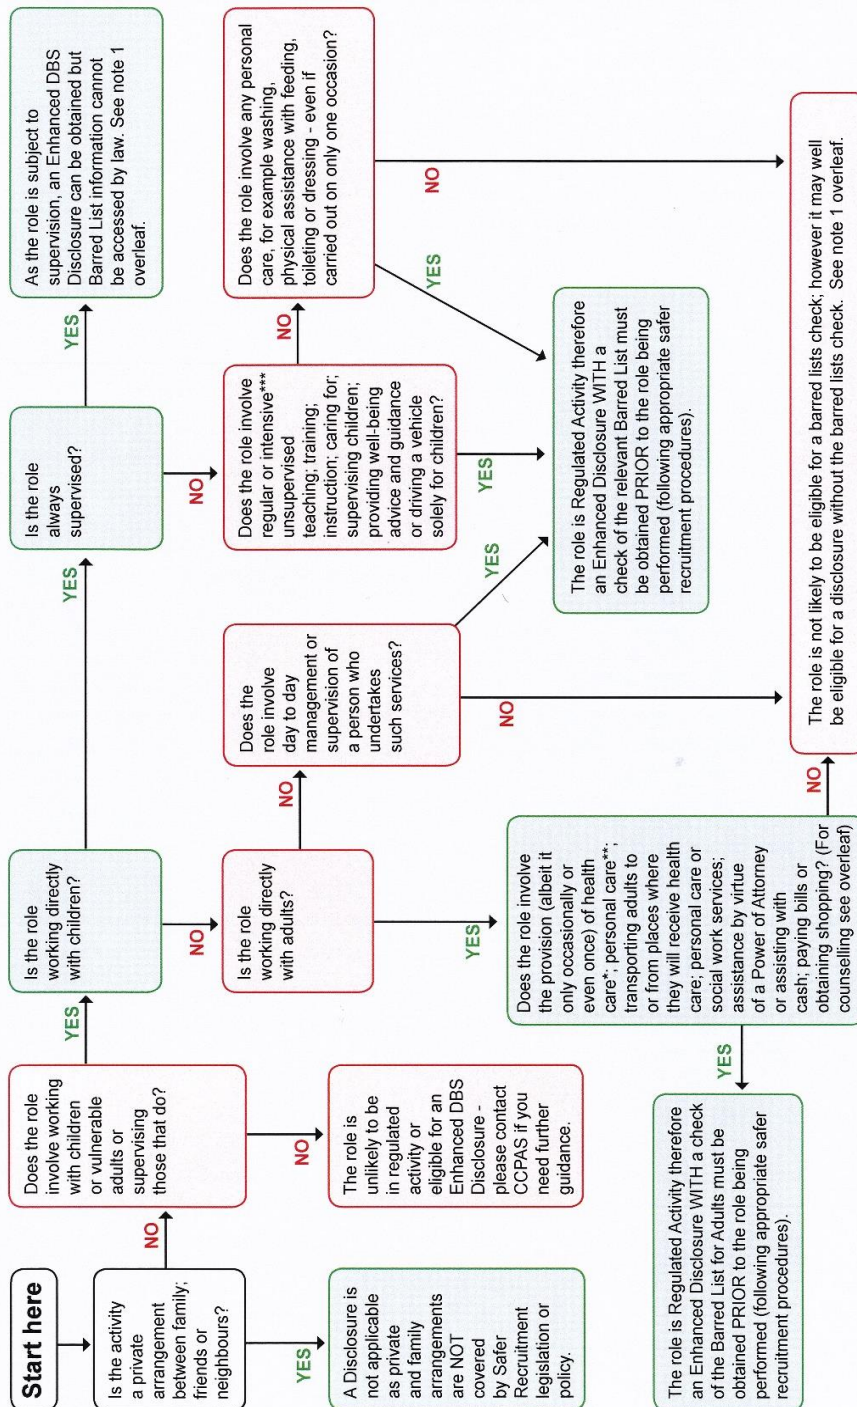 Start here
Is the activity
a private
arrangement
between family;
friends or
neighbours?
YES
A Disclosure is
not applicable
as private
and family
arrangements
are NOT
covered
by Safer
Recruitment
legislation or
policy.
NO
Does the role
involve working
with children
or vulnerable
adults or
supervising
those that do?
NO
The role is
unlikely to be
in regulated
activity or
eligible for an
Enhanced DBS
Disclosure -
please contact
CCPAS if you
need further
guidance.
YES
Is the role
working directly
with children?
YES
Is the role
always
supervised?
YES
As the role is subject to
supervision, an Enhanced DBS
Disclosure can be obtained but
Barred List information cannot
be accessed by law. See note 1
overleaf.
NO
Does the role involve
regular or intensive***
unsupervised
teaching; training;
instruction; caring for;
supervising children;
providing well-being
advice and guidance
or driving a vehicle
solely for children?
NO
Does the role involve any personal
care, for example washing,
physical assistance with feeding,
toileting or dressing - even if
carried out on only one occasion?
YES
YES
NO
NO
Is the role
working directly
with adults?
NO
Does the
role involve
day to day
management or
supervision of
a person who
undertakes
such services?
YES
NO
The role is Regulated Activity therefore
an Enhanced Disclosure WITH a
check of the relevant Barred List must
be obtained PRIOR to the role being
performed (following appropriate safer
recruitment procedures).
YES
Does the role involve
the provision (albeit it
only occasionally or
even once) of health
care*; personal care**;
transporting adults to
or from places where
they will receive health
care; personal care or
social work services;
assistance by virtue
of a Power of Attorney
or assisting with
cash; paying bills or
obtaining shopping? (For
counselling see overleaf)
YES
The role is Regulated Activity therefore
an Enhanced Disclosure WITH a check
of the Barred List for Adults must be
obtained PRIOR to the role being
performed (following appropriate safer
recruitment procedures).
NO
The role is not likely to be eligible for a barred lists check; however it may well
be eligible for a disclosure without the barred lists check. See note 1 overleaf.